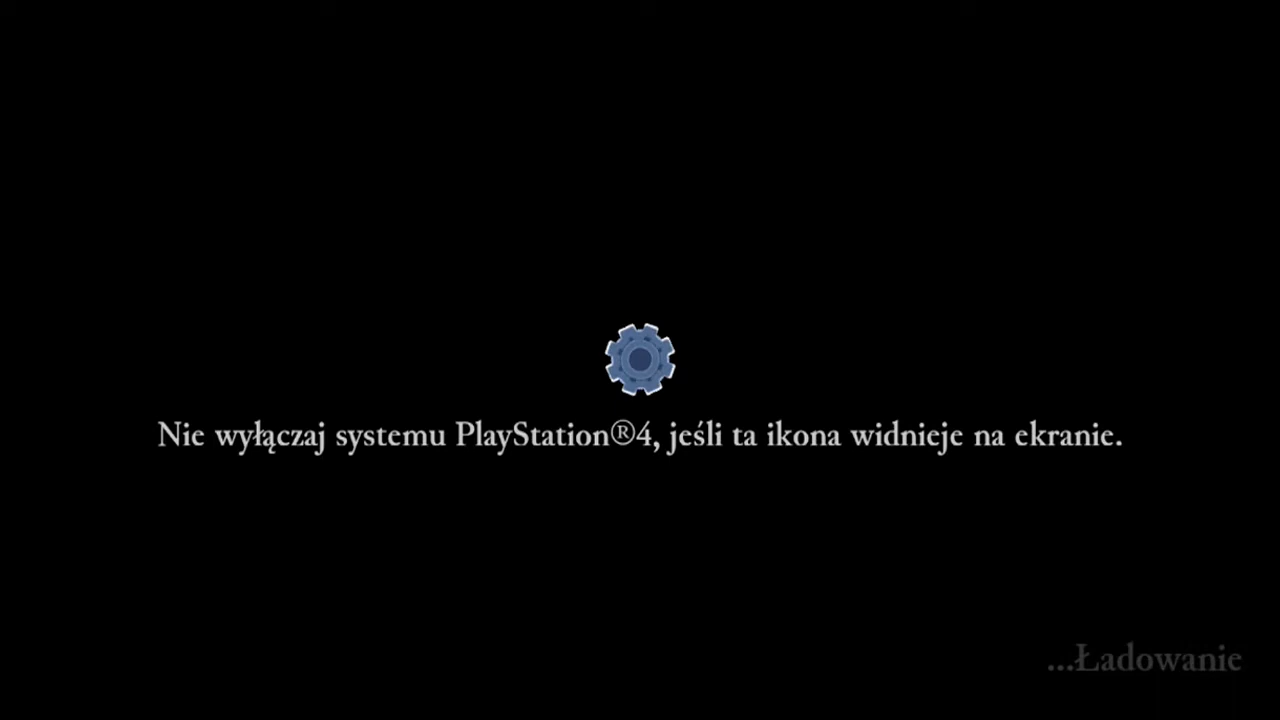 Nie wyłączaj systemu PlayStation®4, jeśli ta ikona widnieje na ekranie.
...Ładowanie